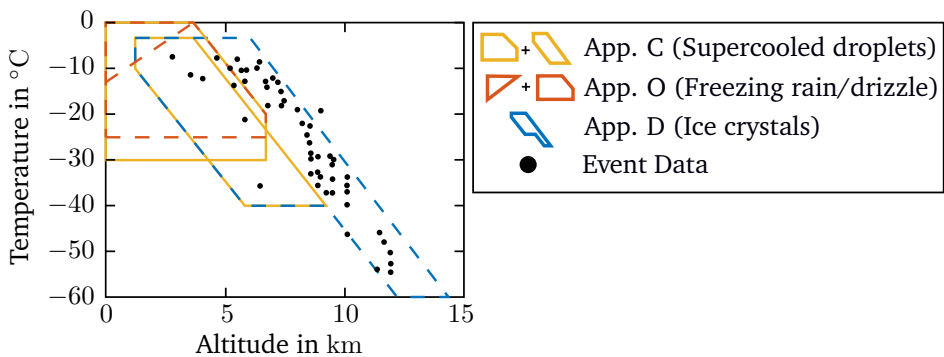 0
−10
−20
−30
−40
−50
−60
Temperature in °C
0
5
10
15
Altitude in km
+ App. C (Supercooled droplets)
+ App. O (Freezing rain/drizzle)
App. D (Ice crystals)
Event Data